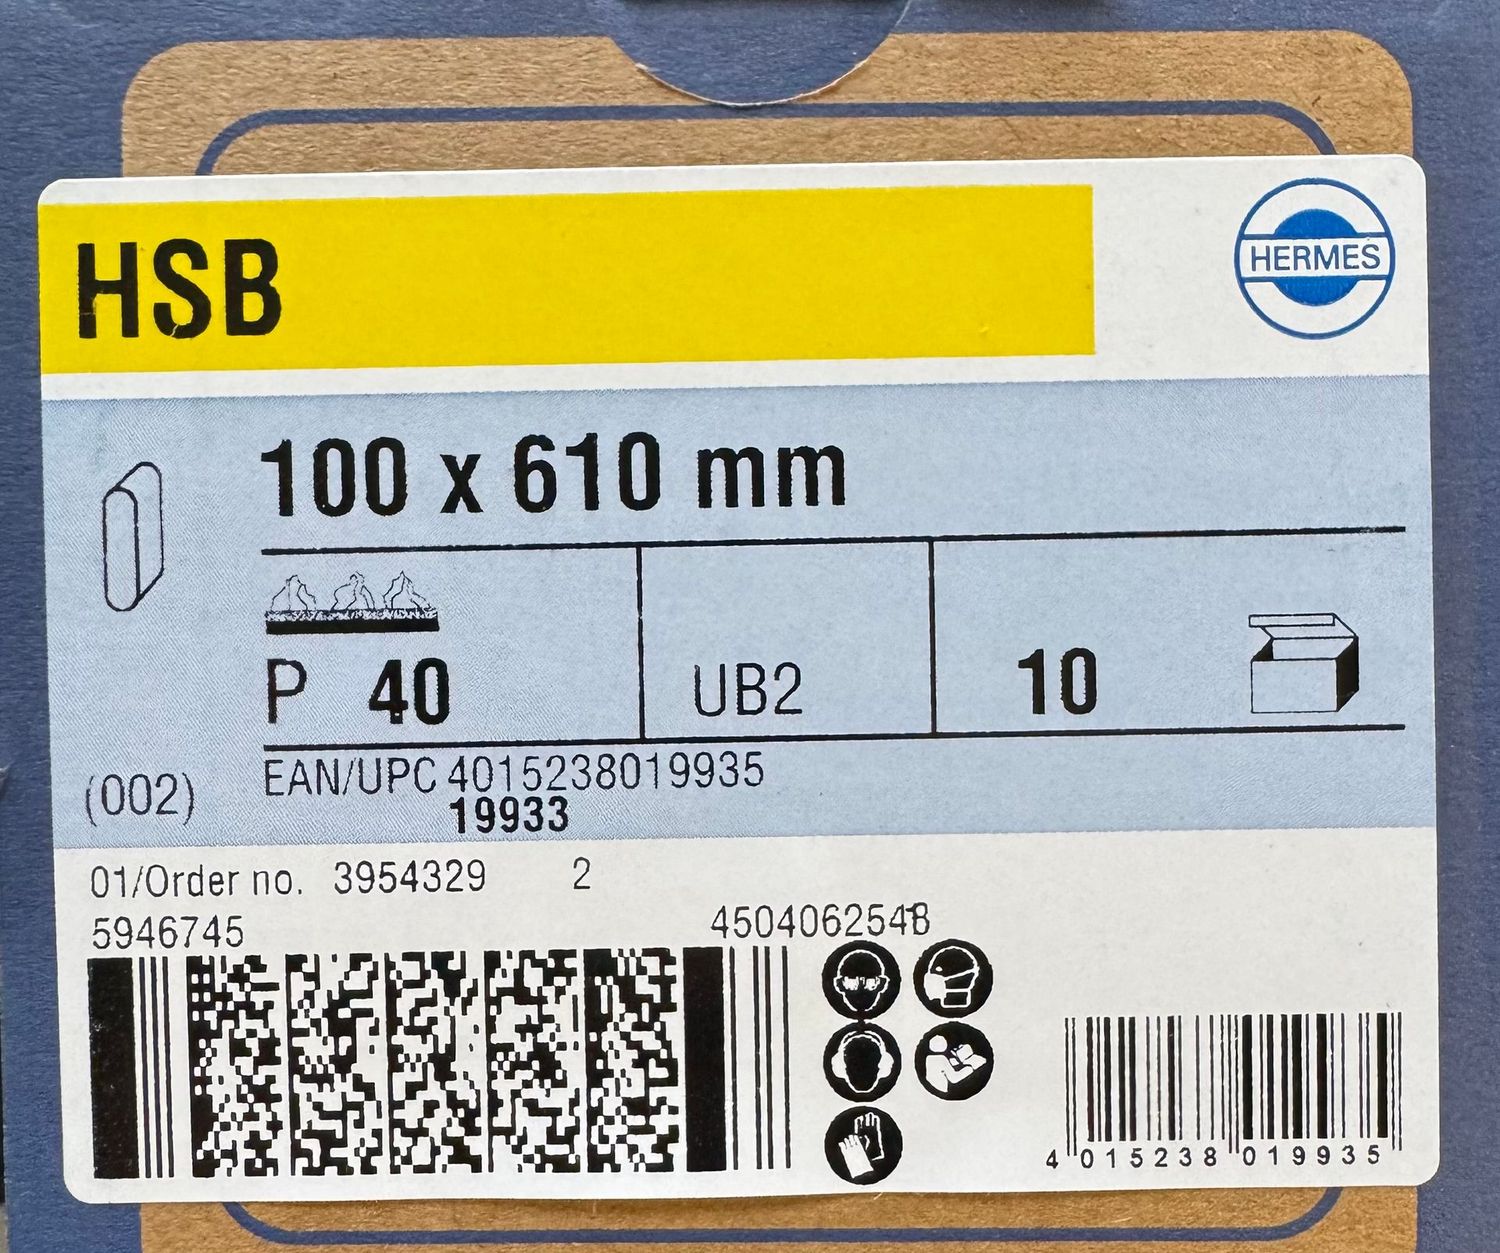 HSB
HERMES
100 x 610 mm
P 40
UB2
10
EAN/UPC 4015238019935
(002)
19933
01/Order no. 3954329 2
5946745
4 015238 019935